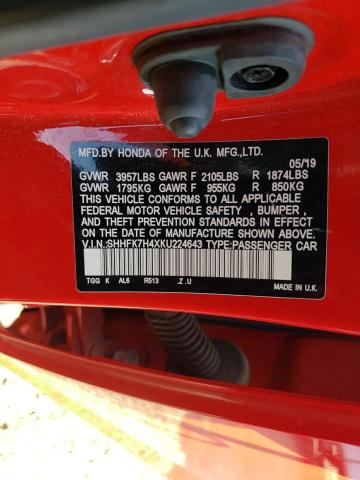 MFD.BY HONDA OF THE U.K. MFG.,LTD.
05/19
GVWR 3957LBS GAWR F 2105LBS R 1874LBS
GVWR 1795KG GAWR F 955KG R 850KG
THIS VEHICLE CONFORMS TO ALL APPLICABLE
FEDERAL MOTOR VEHICLE SAFETY , BUMPER ,
AND THEFT PREVENTION STANDARDS IN EFFECT
ON THE DATE OF MANUFACTURE SHOWN ABOVE.
V.I.N.:SHHFK7H4XKU224643 TYPE:PASSENGER CAR
TGG K AL6 R513 .Z .U
MADE IN U.K.